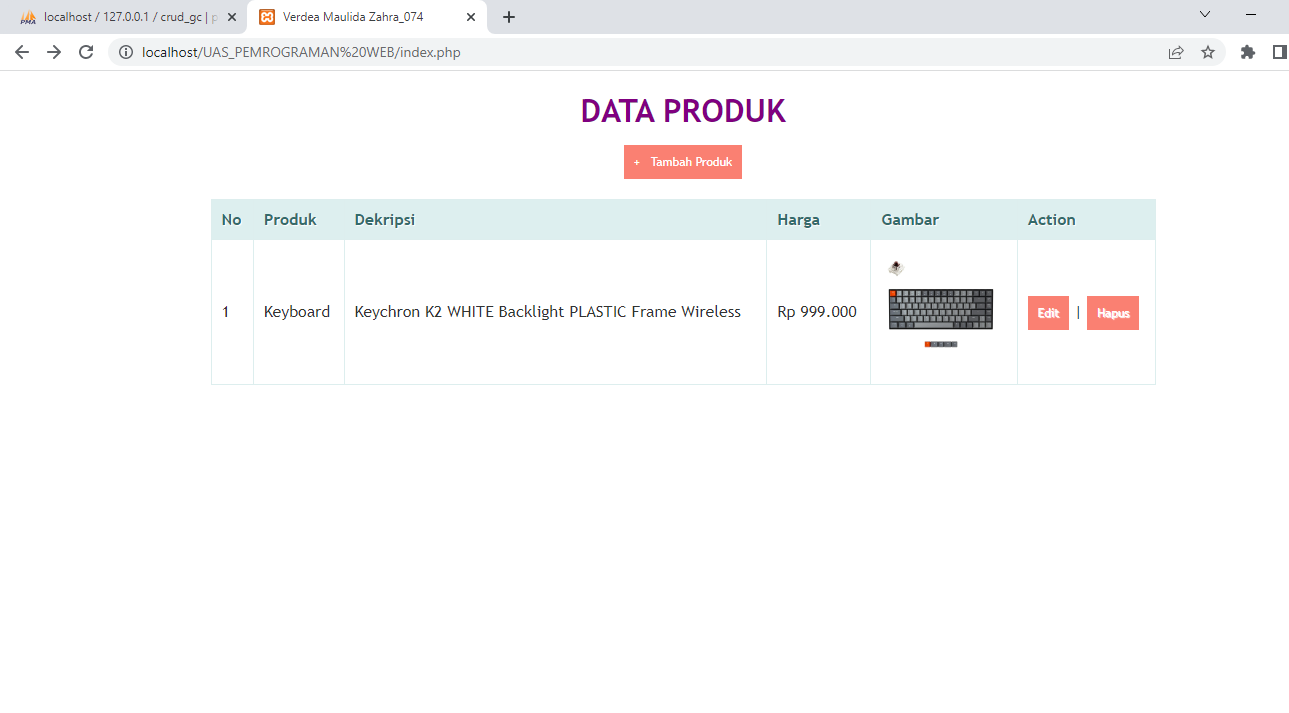 PMA localhost / 127.0.0.1 / crud_gc | p
Verdea Maulida Zahra_074
localhost/UAS_PEMROGRAMAN%20WEB/index.php
DATA PRODUK
+ Tambah Produk
No Produk Dekripsi Harga Gambar Action
1 Keyboard Keychron K2 WHITE Backlight PLASTIC Frame Wireless Rp 999.000 Edit | Hapus